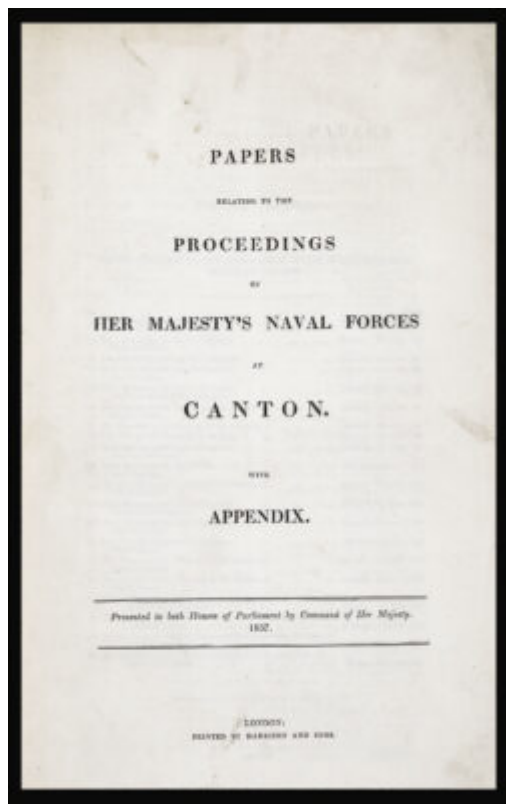 PAPERS
RELATING TO THE
PROCEEDINGS
OF
HER MAJESTY'S NAVAL FORCES
AT
CANTON.
WITH
APPENDIX.
Presented to both Houses of Parliament by Command of Her Majesty.
1857.
LONDON:
PRINTED BY HARRISON AND SONS